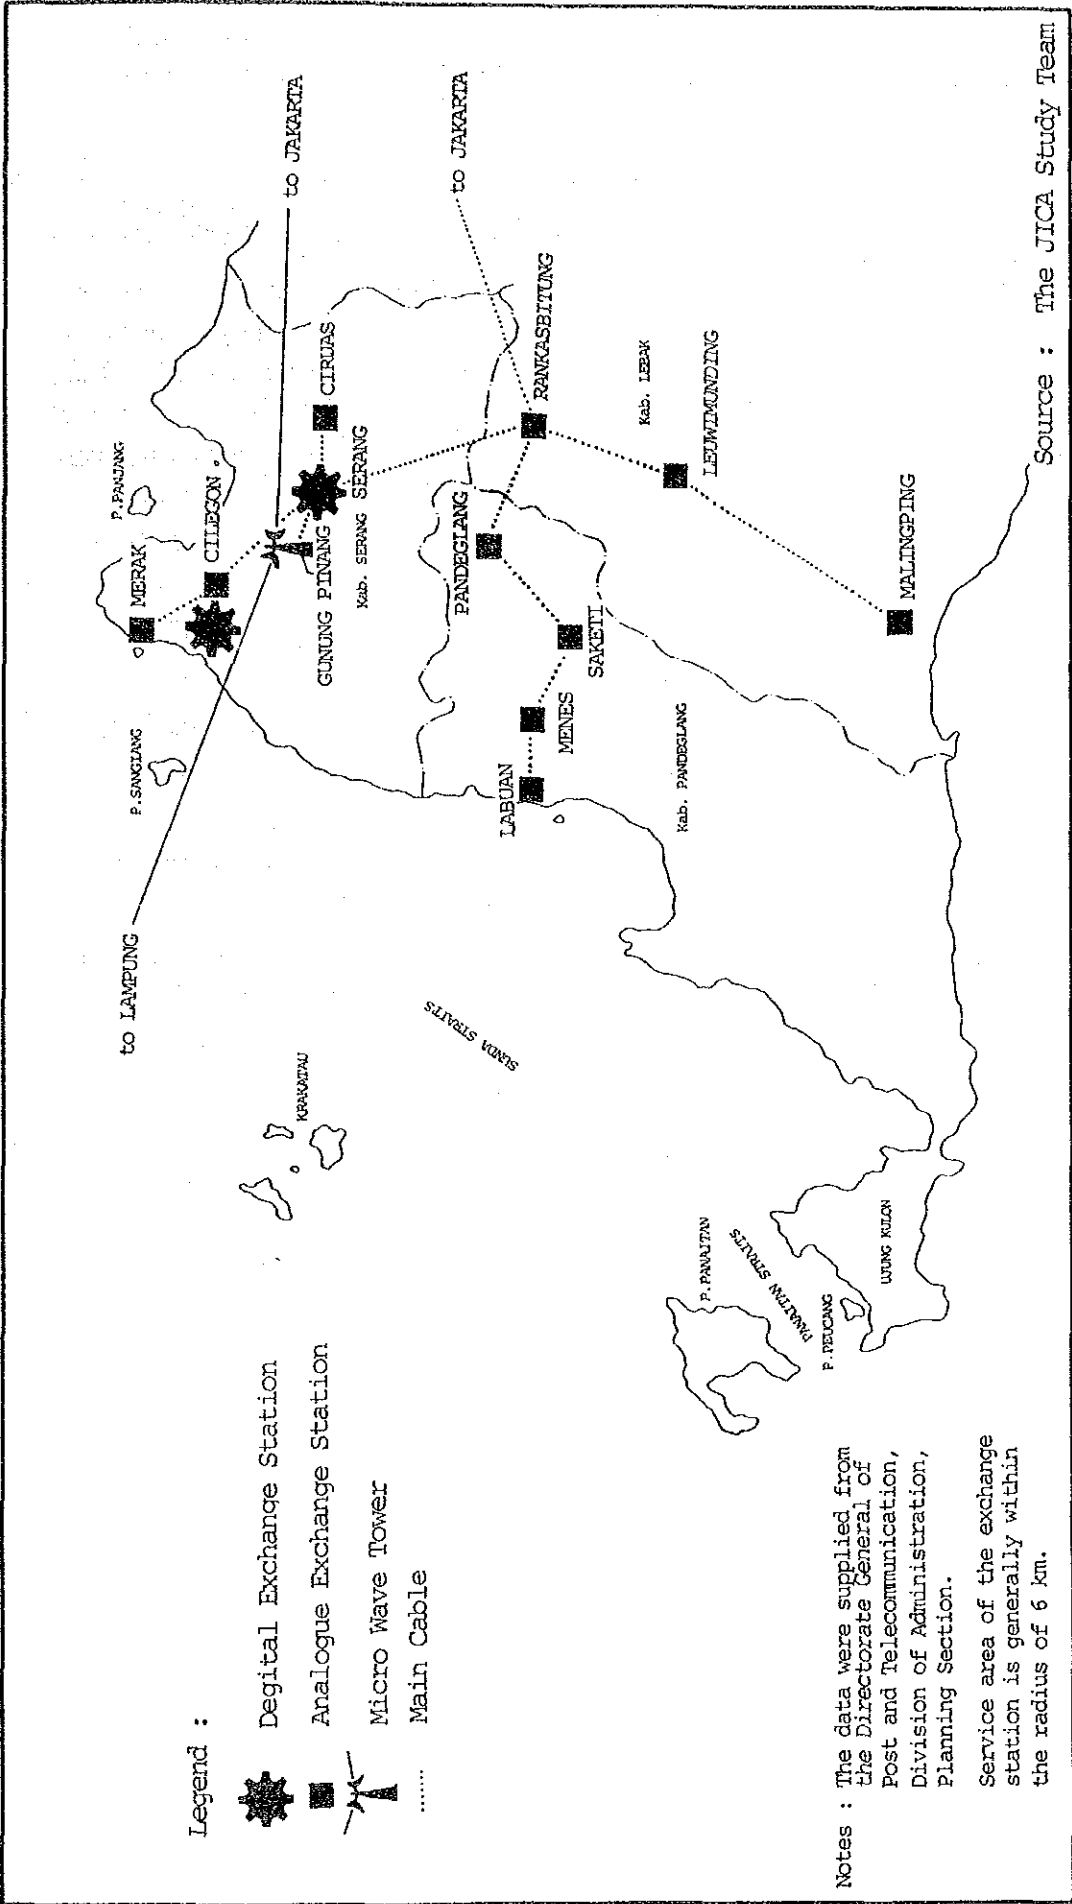 Legend :
Degital Exchange Station
Analogue Exchange Station
Micro Wave Tower
Main Cable
to LAMPUNG
to JAKARTA
to JAKARTA
P.PANJANG
MERAK
CILEGON
P.SANGIANG
CIRUAS
SERANG
GUNUNG PINANG
Kab. SERANG
KRAKATAU
SUNDA STRAITS
PANDEGLANG
RANKASBITUNG
LABUAN
MENES
SAKETI
Kab. LEBAK
LEUWIMUNDING
Kab. PANDEGLANG
MALINGPING
P.PANAITAN
PANAITAN STRAITS
P.PEUCANG
UJUNG KULON
Notes : The data were supplied from
the Directorate General of
Post and Telecommunication,
Division of Administration,
Planning Section.
Service area of the exchange
station is generally within
the radius of 6 km.
Source : The JICA Study Team